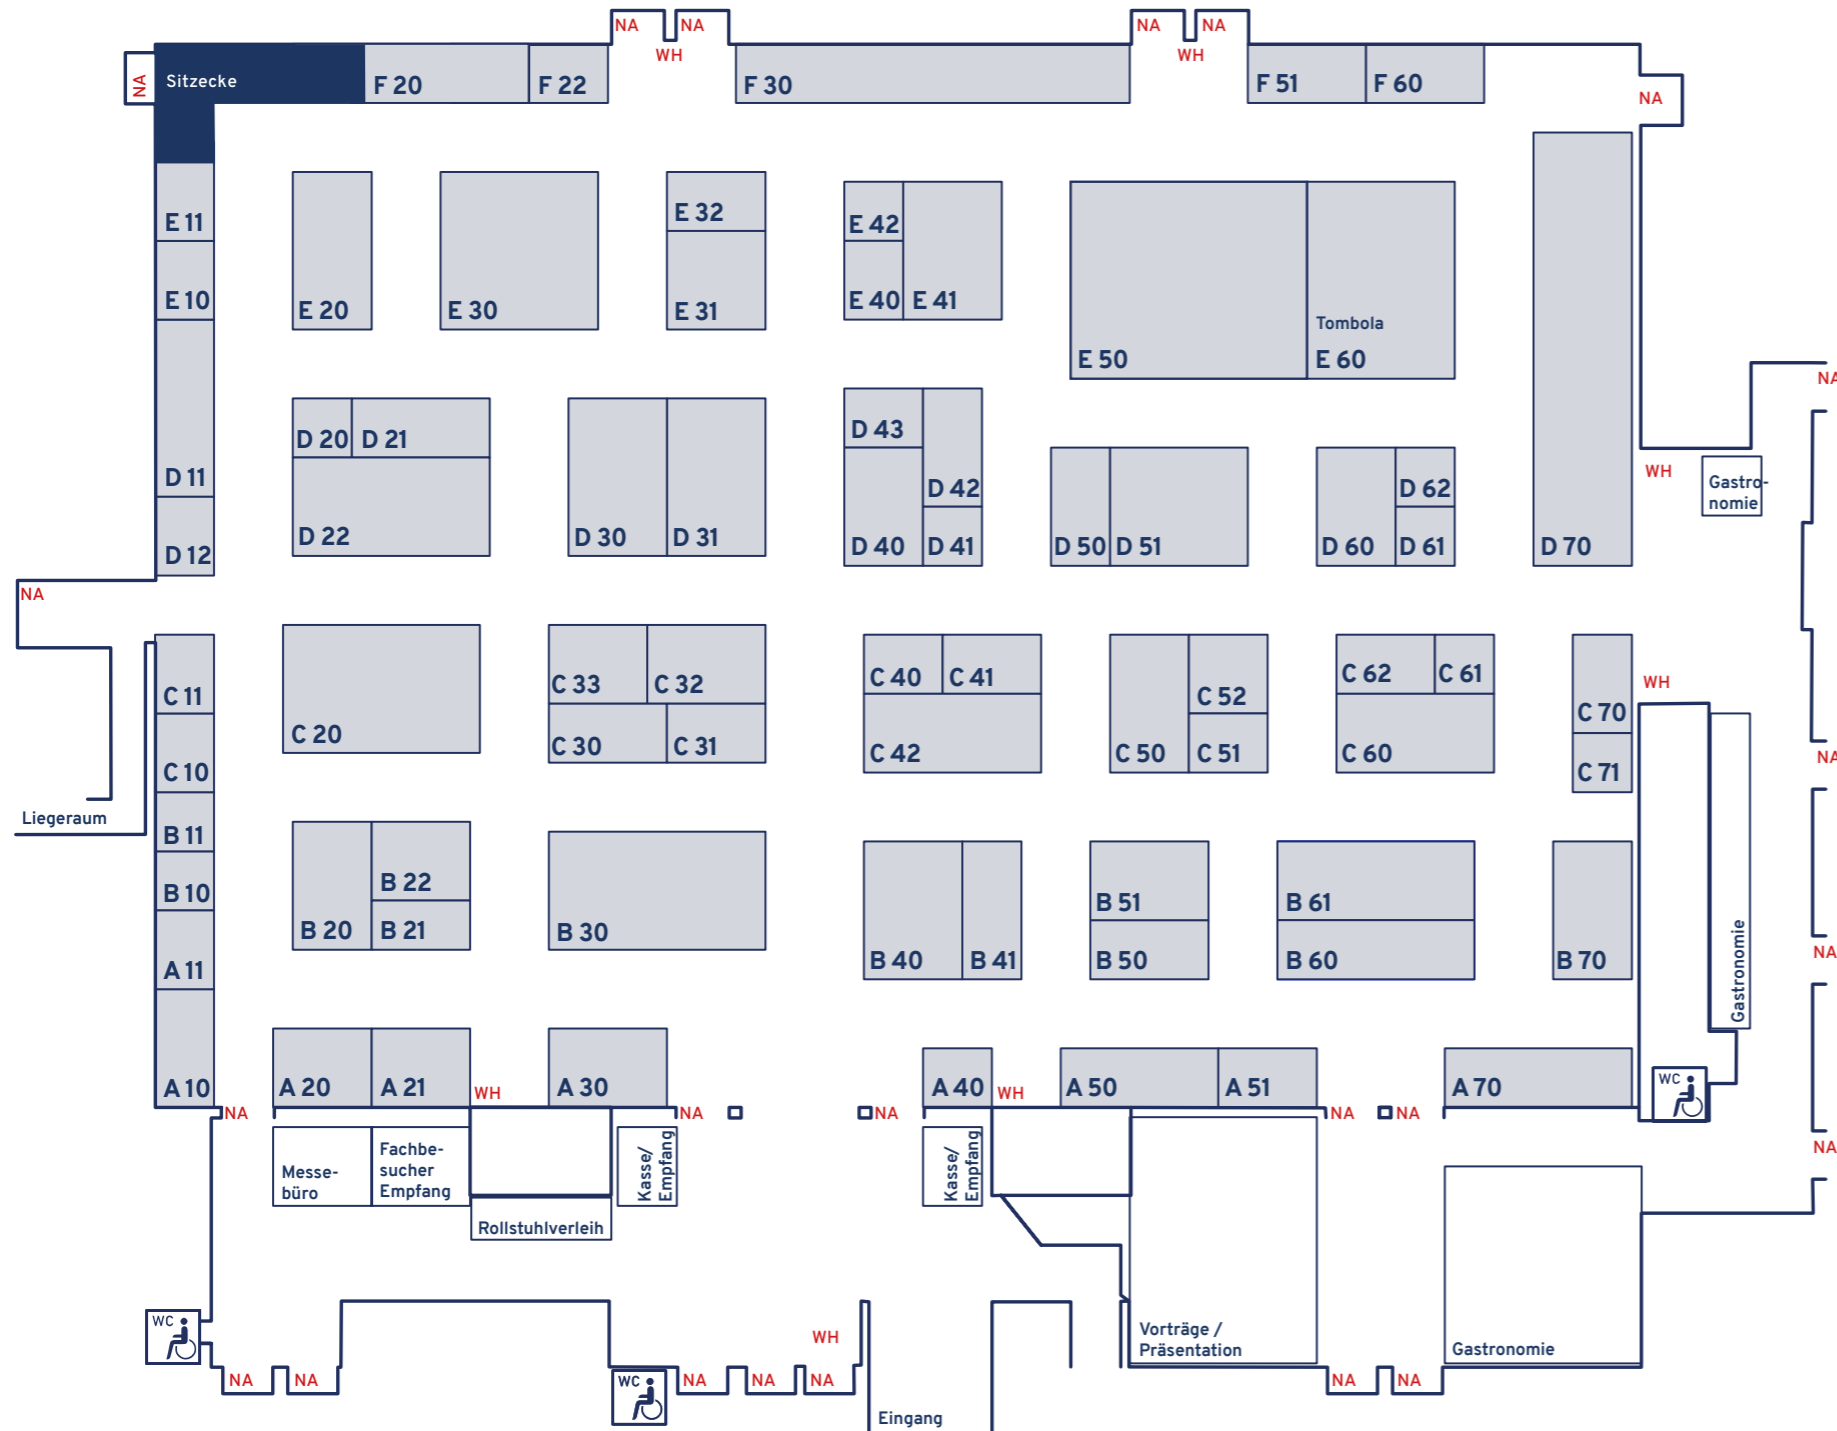 NA NA NA NA
WH WH
NA Sitzecke F 20 F 22 F 30 F 51 F 60 NA
E 11 E 32 E 42
E 10 E 20 E 30 E 31 E 40 E 41
Tombola
E 50 E 60
NA
D 20 D 21 D 43
D 11 D 42 D 62 WH Gastro-
nomie
D 12 D 22 D 30 D 31 D 40 D 41 D 50 D 51 D 60 D 61 D 70
NA
C 11 C 33 C 32 C 40 C 41 C 52 C 62 C 61 WH
C 70
C 20 C 30 C 31 C 42 C 50 C 51 C 60
NA
C 10 C 71
Liegeraum
B 11
B 10 B 22 B 51 B 61
B 20 B 21 B 30
NA
A 11 B 40 B 41 B 50 B 60 B 70
Gastronomie
A 10 A 20 A 21 WH A 30 A 40 WH A 50 A 51 A 70 WC
NA NA NA NA NA
NA
Messe-
büro
Fachbe-
sucher
Empfang
Kasse/
Empfang
Kasse/
Empfang
Rollstuhlverleih
WC
WH
Vorträge /
Präsentation
Gastronomie
NA NA WC NA NA NA NA NA
Eingang